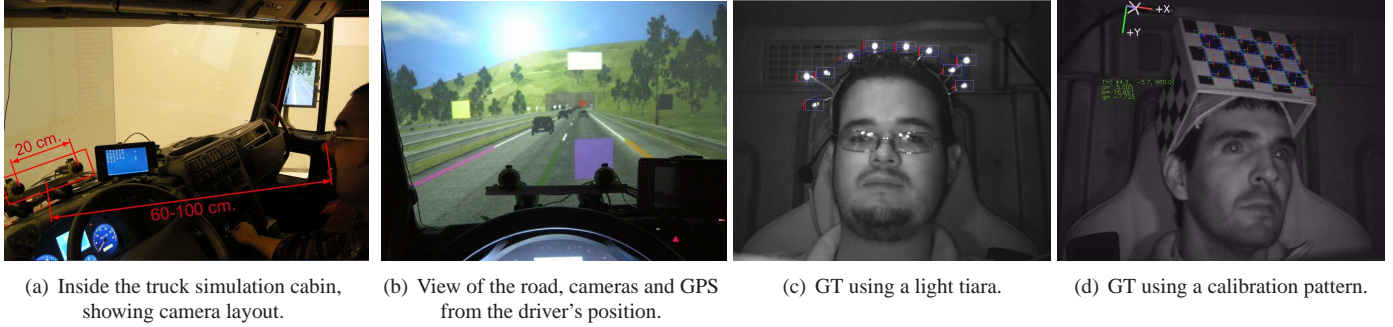 20 cm.
60-100 cm.
+X
+Y
(a) Inside the truck simulation cabin,
showing camera layout.
(b) View of the road, cameras and GPS
from the driver's position.
(c) GT using a light tiara.
(d) GT using a calibration pattern.